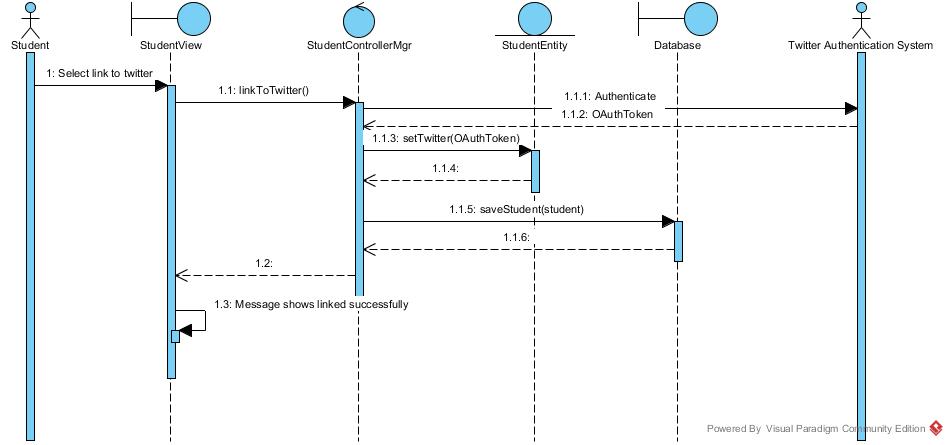 Student
StudentView
StudentControllerMgr
StudentEntity
Database
Twitter Authentication System
1: Select link to twitter
1.1: linkToTwitter()
1.1.1: Authenticate
1.1.2: OAuthToken
1.1.3: setTwitter(OAuthToken)
1.1.4:
1.1.5: saveStudent(student)
1.1.6:
1.2:
1.3: Message shows linked successfully
Powered By Visual Paradigm Community Edition